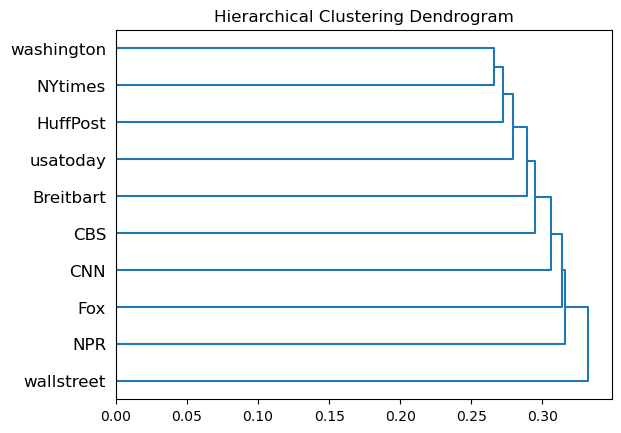 Hierarchical Clustering Dendrogram
washington
NYtimes
HuffPost
usatoday
Breitbart
CBS
CNN
Fox
NPR
wallstreet
0.00 0.05 0.10 0.15 0.20 0.25 0.30